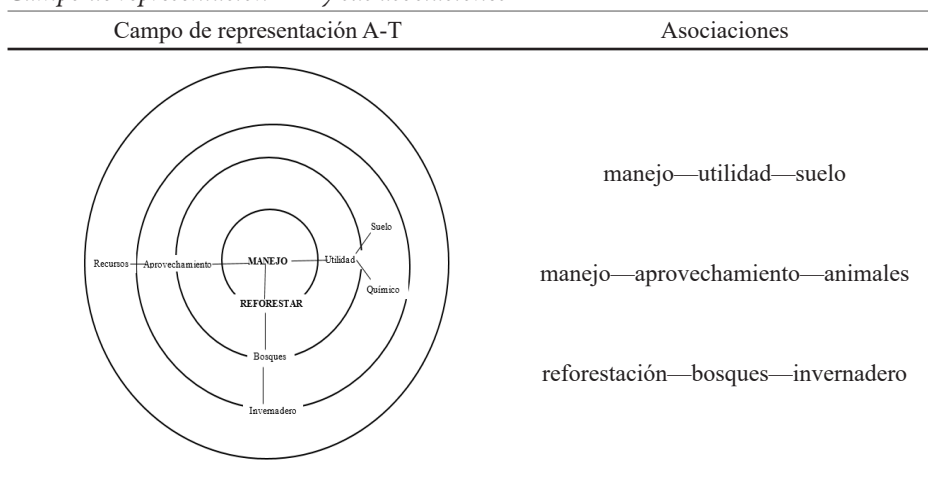 Campo de representación A-T
Asociaciones
manejo—utilidad—suelo
manejo—aprovechamiento—animales
reforestación—bosques—invernadero
Suelo
Recursos
Aprovechamiento
MANEJO
Utilidad
Químico
REFORESTAR
Bosques
Invernadero